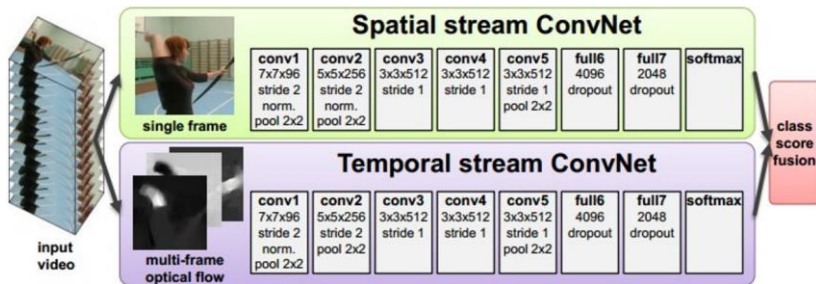 Spatial stream ConvNet
conv1
7x7x96
stride 2
norm.
pool 2x2
conv2
5x5x256
stride 2
norm.
pool 2x2
conv3
3x3x512
stride 1
conv4
3x3x512
stride 1
conv5
3x3x512
stride 1
pool 2x2
full6
4096
dropout
full7
2048
dropout
softmax
single frame
Temporal stream ConvNet
conv1
7x7x96
stride 2
norm.
pool 2x2
conv2
5x5x256
stride 2
pool 2x2
conv3
3x3x512
stride 1
conv4
3x3x512
stride 1
conv5
3x3x512
stride 1
pool 2x2
full6
4096
dropout
full7
2048
dropout
softmax
multi-frame
optical flow
input
video
class
score
fusion